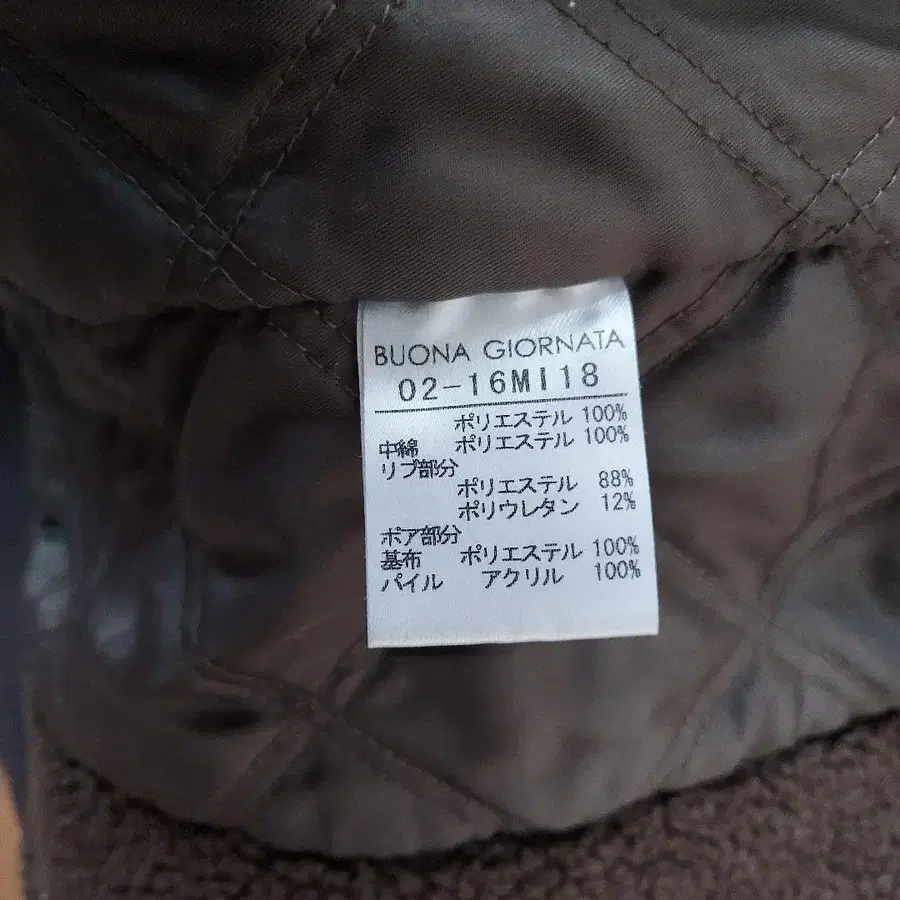 BUONA GIORNATA
02-16MI18
ポリエステル 100%
中綿 ポリエステル 100%
リブ部分
ポリエステル 88%
ポリウレタン 12%
ボア部分
基布 ポリエステル 100%
パイル アクリル 100%